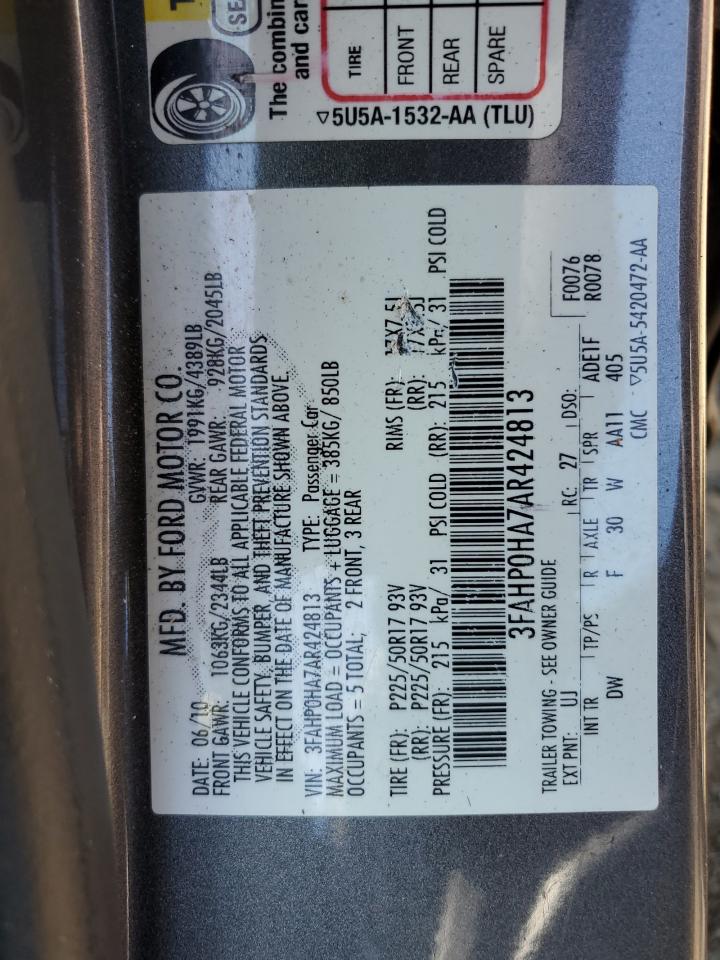 MFD. BY FORD MOTOR CO.
DATE: 06/10 GVWR: 1991KG/4389LB
FRONT GAWR: 1063KG/2344LB REAR GAWR: 928KG/2045LB
THIS VEHICLE CONFORMS TO ALL APPLICABLE FEDERAL MOTOR
VEHICLE SAFETY, BUMPER, AND THEFT PREVENTION STANDARDS
IN EFFECT ON THE DATE OF MANUFACTURE SHOWN ABOVE.
VIN: 3FAHP0HA7AR424813 TYPE: Passenger Car
MAXIMUM LOAD = OCCUPANTS + LUGGAGE = 385KG/ 850LB
OCCUPANTS = 5 TOTAL; 2 FRONT, 3 REAR
TIRE (FR): P225/50R17 93V RIMS (FR):
(RR): P225/50R17 93V (RR):
PRESSURE (FR): 215 kPa/ 31 PSI COLD (RR): 215 kPa/ 31 PSI COLD
3FAHP0HA7AR424813
TRAILER TOWING - SEE OWNER GUIDE
EXT PNT: UJ RC: 27 DSO: F0076
R0078
INT TR TP/PS R AXLE TR SPR ADE1F
DW F 30 W AA11 405
CMC ▽5U5A-5420472-AA
SE
The combin
and car
TIRE
FRONT
REAR
SPARE
▽5U5A-1532-AA (TLU)